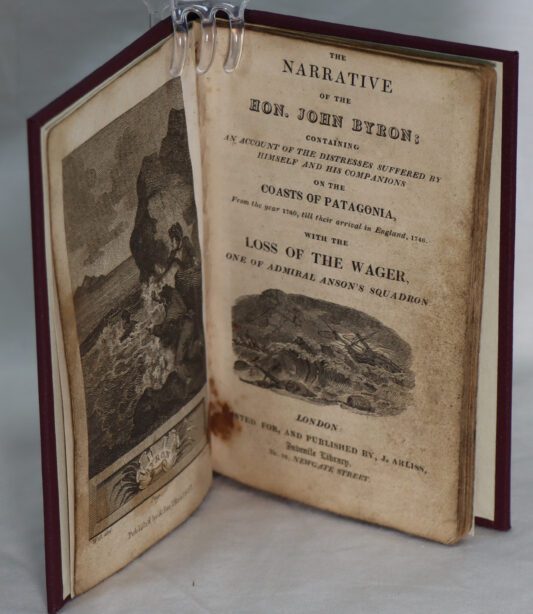 BYRON
THE
NARRATIVE
OF THE
HON. JOHN BYRON;
CONTAINING
AN ACCOUNT OF THE DISTRESSES SUFFERED BY
HIMSELF AND HIS COMPANIONS
ON THE
COASTS OF PATAGONIA,
From the year 1740, till their arrival in England, 1746.
WITH THE
LOSS OF THE WAGER,
ONE OF ADMIRAL ANSON'S SQUADRON
LONDON:
FOR, AND PUBLISHED BY, J. ARLISS,
Juvenile Library,
NEWGATE STREET.